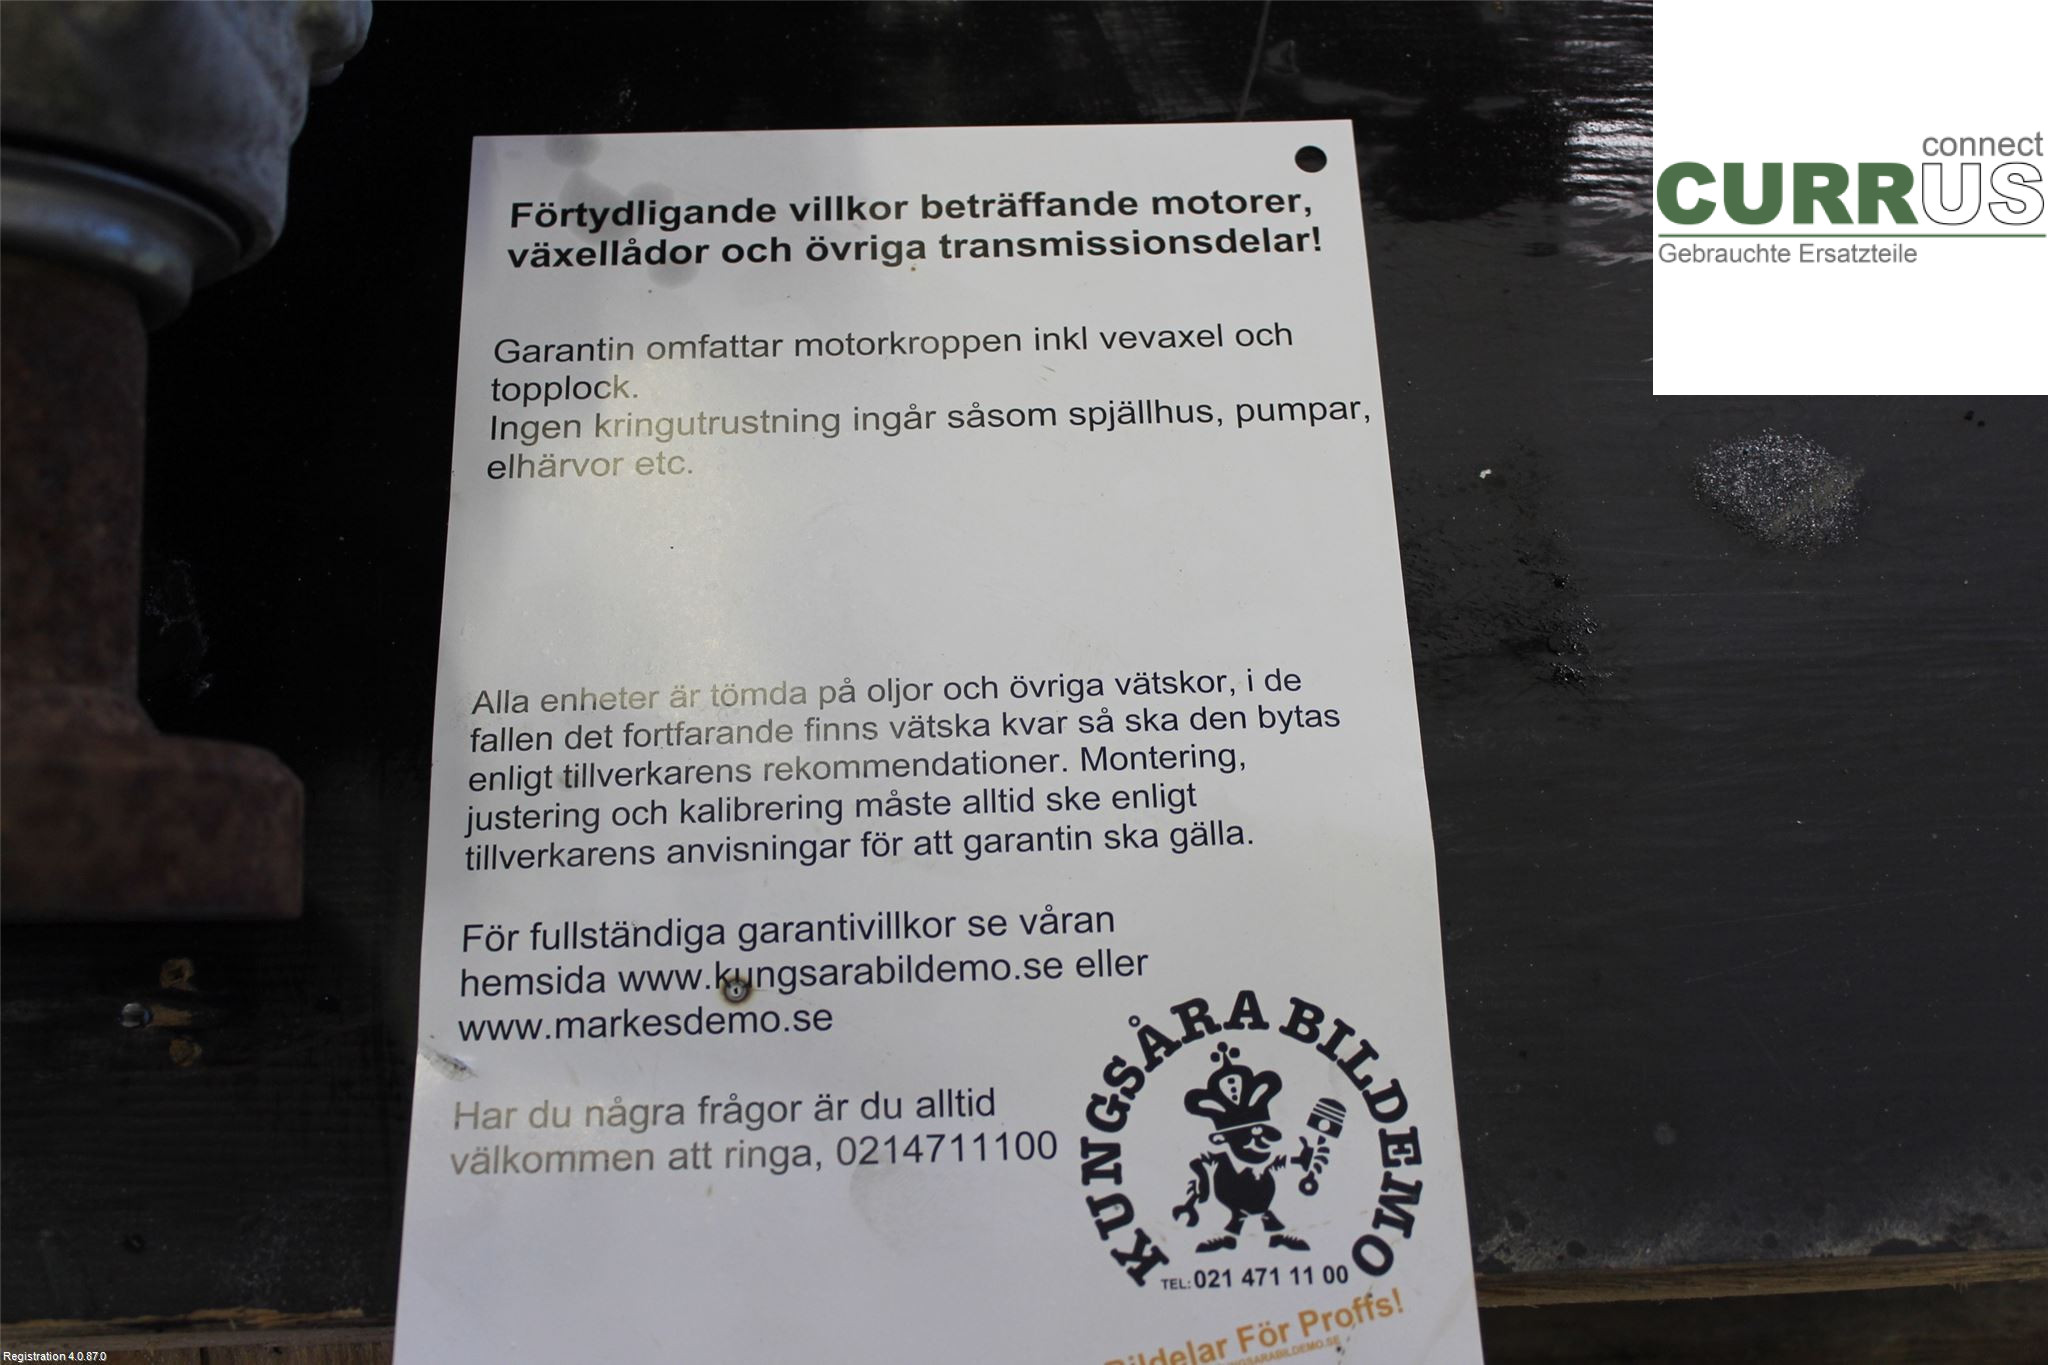 connect
CURRUS
Gebrauchte Ersatzteile
Förtydligande villkor beträffande motorer,
växellådor och övriga transmissionsdelar!
Garantin omfattar motorkroppen inkl vevaxel och
topplock.
Ingen kringutrustning ingår såsom spjällhus, pumpar,
elhärvor etc.
Alla enheter är tömda på oljor och övriga vätskor, i de
fallen det fortfarande finns vätska kvar så ska den bytas
enligt tillverkarens rekommendationer. Montering,
justering och kalibrering måste alltid ske enligt
tillverkarens anvisningar för att garantin ska gälla.
För fullständiga garantivillkor se våran
hemsida www.kungsarabildemo.se eller
www.markesdemo.se
Har du några frågor är du alltid
välkommen att ringa, 0214711100
KUNGSÅRA BILDEMO
TEL: 021 471 11 00
Bildelar För Proffs!
Registration 4.0.87.0